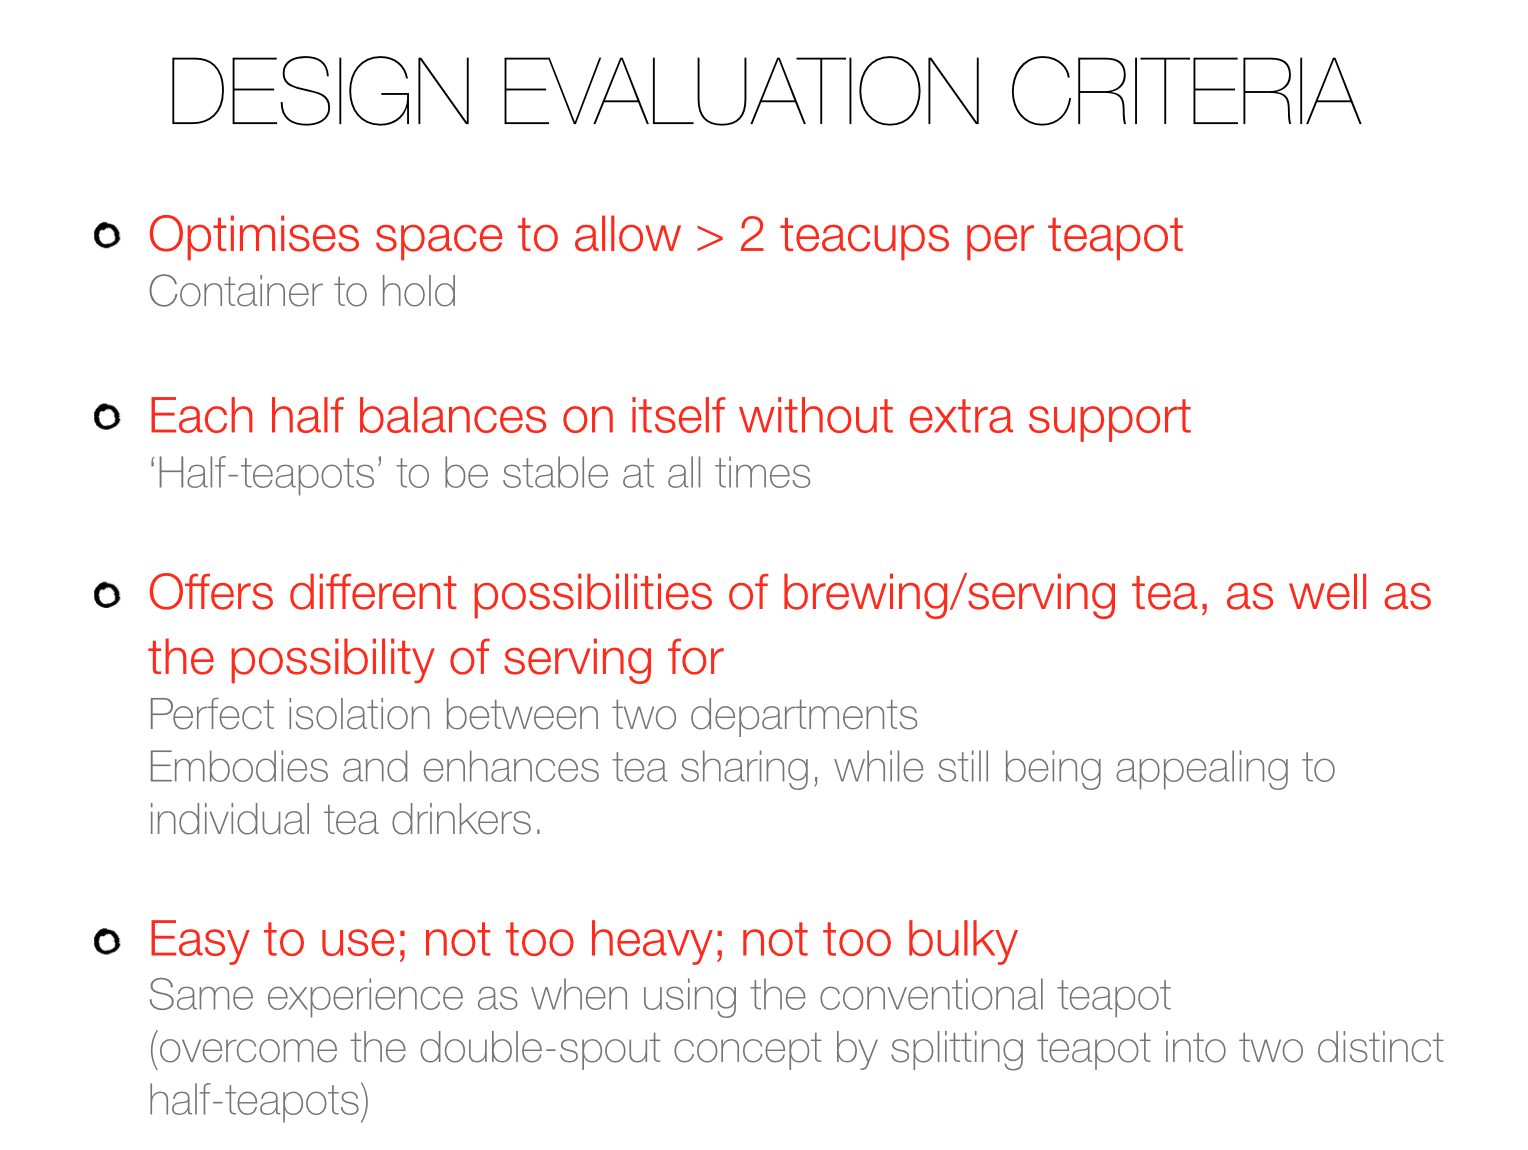 DESIGN EVALUATION CRITERIA
Optimises space to allow > 2 teacups per teapot
Container to hold
Each half balances on itself without extra support
‘Half-teapots’ to be stable at all times
Offers different possibilities of brewing/serving tea, as well as
the possibility of serving for
Perfect isolation between two departments
Embodies and enhances tea sharing, while still being appealing to
individual tea drinkers.
Easy to use; not too heavy; not too bulky
Same experience as when using the conventional teapot
(overcome the double-spout concept by splitting teapot into two distinct
half-teapots)